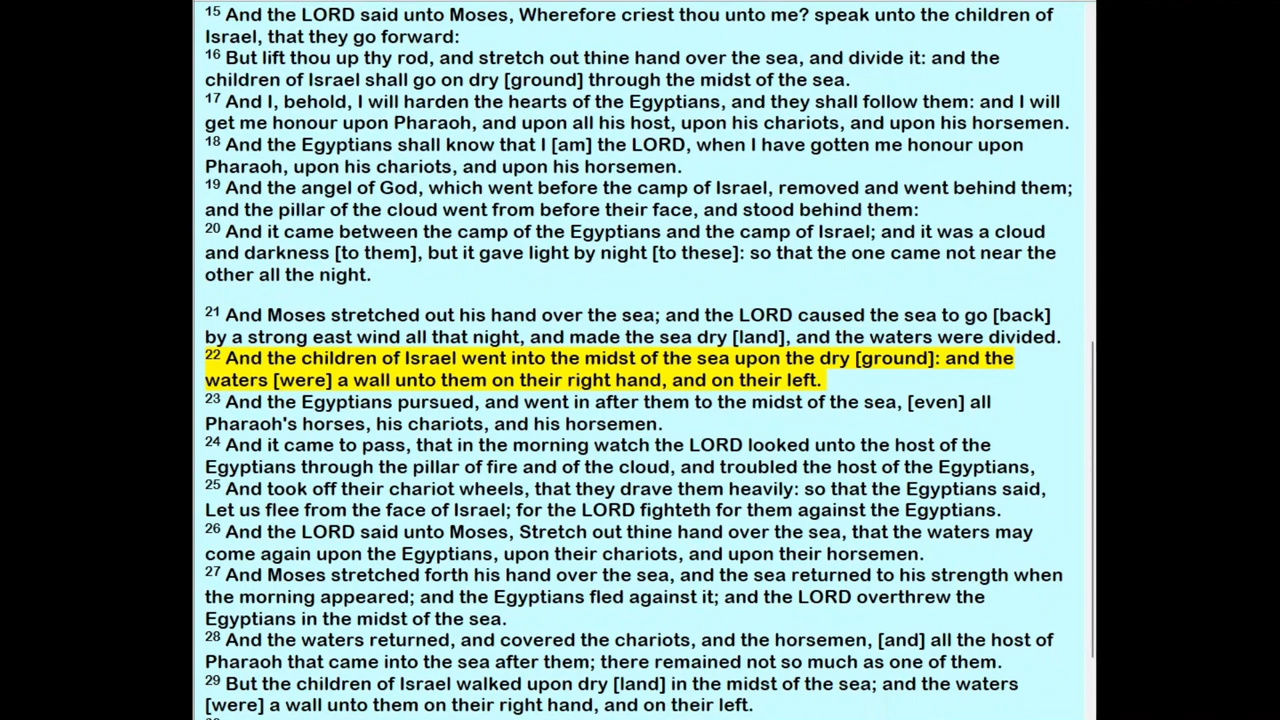 15 And the LORD said unto Moses, Wherefore criest thou unto me? speak unto the children of
Israel, that they go forward:
16 But lift thou up thy rod, and stretch out thine hand over the sea, and divide it: and the
children of Israel shall go on dry [ground] through the midst of the sea.
17 And I, behold, I will harden the hearts of the Egyptians, and they shall follow them: and I will
get me honour upon Pharaoh, and upon all his host, upon his chariots, and upon his horsemen.
18 And the Egyptians shall know that I [am] the LORD, when I have gotten me honour upon
Pharaoh, upon his chariots, and upon his horsemen.
19 And the angel of God, which went before the camp of Israel, removed and went behind them;
and the pillar of the cloud went from before their face, and stood behind them:
20 And it came between the camp of the Egyptians and the camp of Israel; and it was a cloud
and darkness [to them], but it gave light by night [to these]: so that the one came not near the
other all the night.
21 And Moses stretched out his hand over the sea; and the LORD caused the sea to go [back]
by a strong east wind all that night, and made the sea dry [land], and the waters were divided.
22 And the children of Israel went into the midst of the sea upon the dry [ground]: and the
waters [were] a wall unto them on their right hand, and on their left.
23 And the Egyptians pursued, and went in after them to the midst of the sea, [even] all
Pharaoh's horses, his chariots, and his horsemen.
24 And it came to pass, that in the morning watch the LORD looked unto the host of the
Egyptians through the pillar of fire and of the cloud, and troubled the host of the Egyptians,
25 And took off their chariot wheels, that they drave them heavily: so that the Egyptians said,
Let us flee from the face of Israel; for the LORD fighteth for them against the Egyptians.
26 And the LORD said unto Moses, Stretch out thine hand over the sea, that the waters may
come again upon the Egyptians, upon their chariots, and upon their horsemen.
27 And Moses stretched forth his hand over the sea, and the sea returned to his strength when
the morning appeared; and the Egyptians fled against it; and the LORD overthrew the
Egyptians in the midst of the sea.
28 And the waters returned, and covered the chariots, and the horsemen, [and] all the host of
Pharaoh that came into the sea after them; there remained not so much as one of them.
29 But the children of Israel walked upon dry [land] in the midst of the sea; and the waters
[were] a wall unto them on their right hand, and on their left.